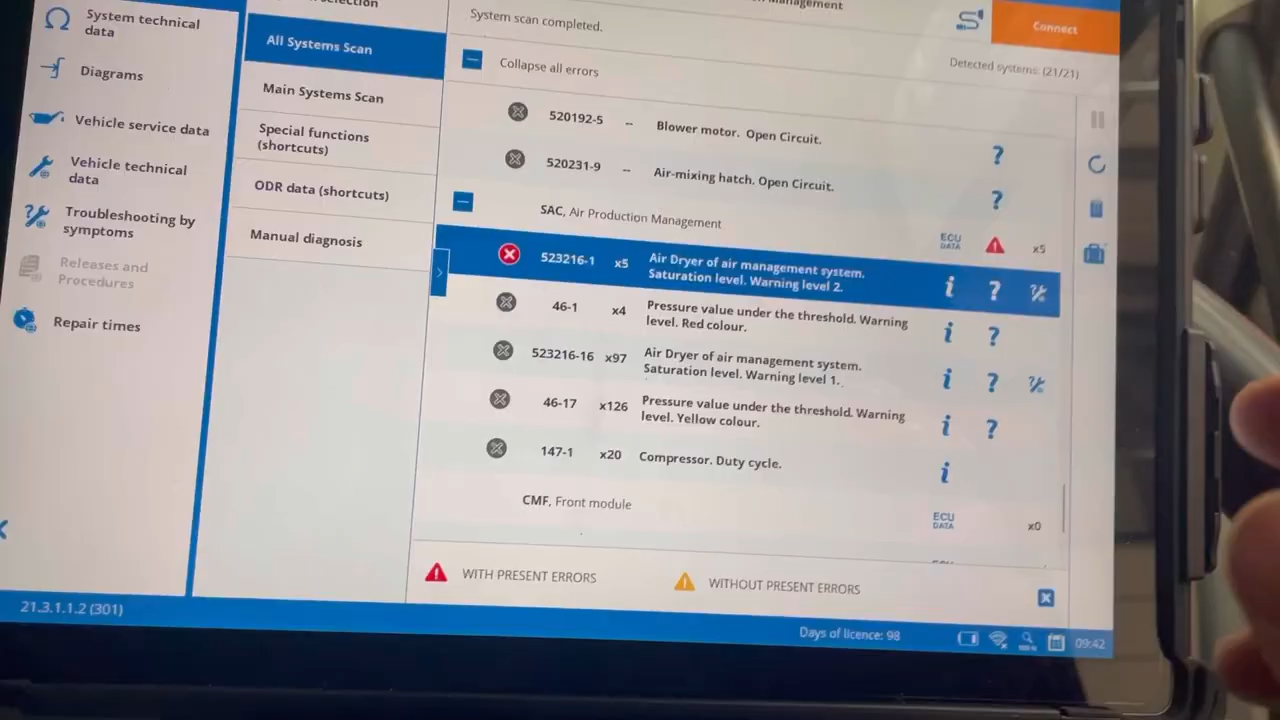 System technical
data
Diagrams
Vehicle service data
Vehicle technical
data
Troubleshooting by
symptoms
Releases and
Procedures
Repair times
All Systems Scan
Main Systems Scan
Special functions
(shortcuts)
ODR data (shortcuts)
Manual diagnosis
Management
System scan completed.
Connect
Collapse all errors
Detected systems: (21/21)
520192-5 -- Blower motor. Open Circuit. ?
520231-9 -- Air-mixing hatch. Open Circuit. ?
SAC, Air Production Management ECU DATA x5
523216-1 x5 Air Dryer of air management system.
Saturation level. Warning level 2. i ?
46-1 x4 Pressure value under the threshold. Warning
level. Red colour. i ?
523216-16 x97 Air Dryer of air management system.
Saturation level. Warning level 1. i ?
46-17 x126 Pressure value under the threshold. Warning
level. Yellow colour. i ?
147-1 x20 Compressor. Duty cycle. i
CMF, Front module ECU DATA x0
WITH PRESENT ERRORS WITHOUT PRESENT ERRORS
21.3.1.1.2 (301)
Days of licence: 98
09:42